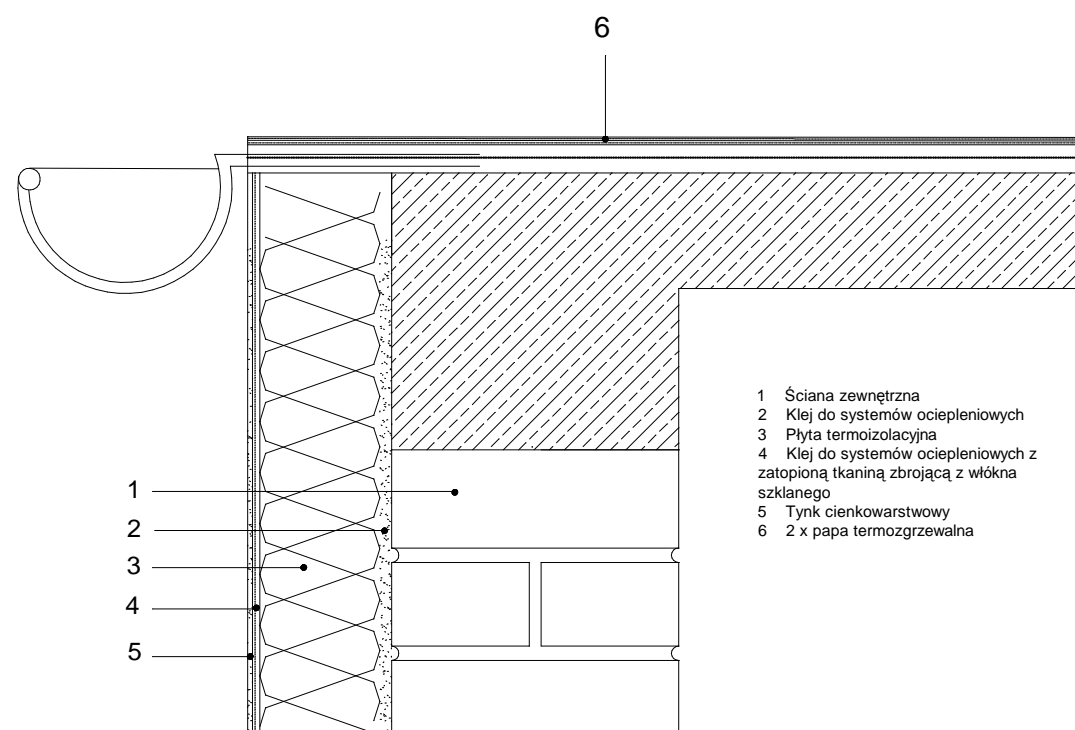 6
1
2
3
4
5
1 Ściana zewnętrzna
2 Klej do systemów ociepleniowych
3 Płyta termoizolacyjna
4 Klej do systemów ociepleniowych z
zatopioną tkaniną zbrojącą z włókna
szklanego
5 Tynk cienkowarstwowy
6 2 x papa termozgrzewalna